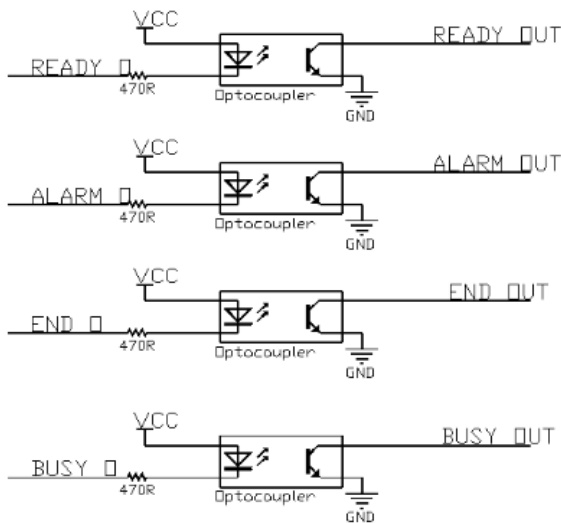 VCC
READY OUT
READY O
470R
Optocoupler
GND
VCC
ALARM OUT
ALARM O
470R
Optocoupler
GND
VCC
END OUT
END O
470R
Optocoupler
GND
VCC
BUSY OUT
BUSY O
470R
Optocoupler
GND